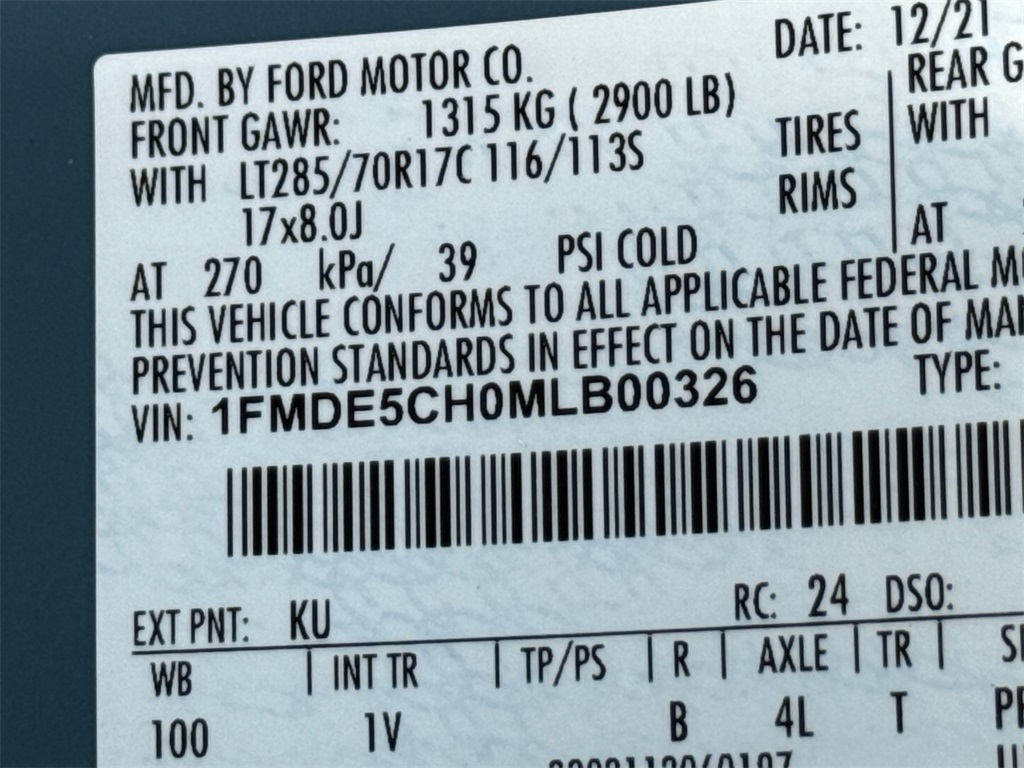 DATE: 12/21
MFD. BY FORD MOTOR CO.
FRONT GAWR: 1315 KG ( 2900 LB) REAR G
WITH LT285/70R17C 116/113S TIRES WITH
17x8.0J RIMS
AT 270 kPa/ 39 PSI COLD AT
THIS VEHICLE CONFORMS TO ALL APPLICABLE FEDERAL M
PREVENTION STANDARDS IN EFFECT ON THE DATE OF MA
VIN: 1FMDE5CH0MLB00326 TYPE:
EXT PNT: KU RC: 24 DSO:
WB INT TR TP/PS R AXLE TR
100 1V B 4L T